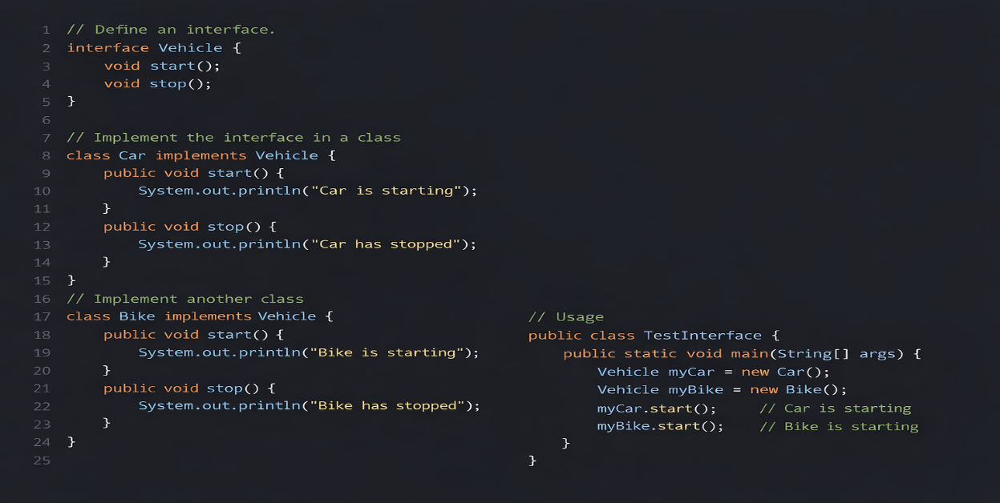 1 // Define an interface.
2 interface Vehicle {
3     void start();
4     void stop();
5 }
6
7 // Implement the interface in a class
8 class Car implements Vehicle {
9     public void start() {
10         System.out.println("Car is starting");
11     }
12     public void stop() {
13         System.out.println("Car has stopped");
14     }
15 }
16 // Implement another class
17 class Bike implements Vehicle {
18     public void start() {
19         System.out.println("Bike is starting");
20     }
21     public void stop() {
22         System.out.println("Bike has stopped");
23     }
24 }
25
// Usage
public class TestInterface {
    public static void main(String[] args) {
        Vehicle myCar = new Car();
        Vehicle myBike = new Bike();
        myCar.start();     // Car is starting
        myBike.start();    // Bike is starting
    }
}